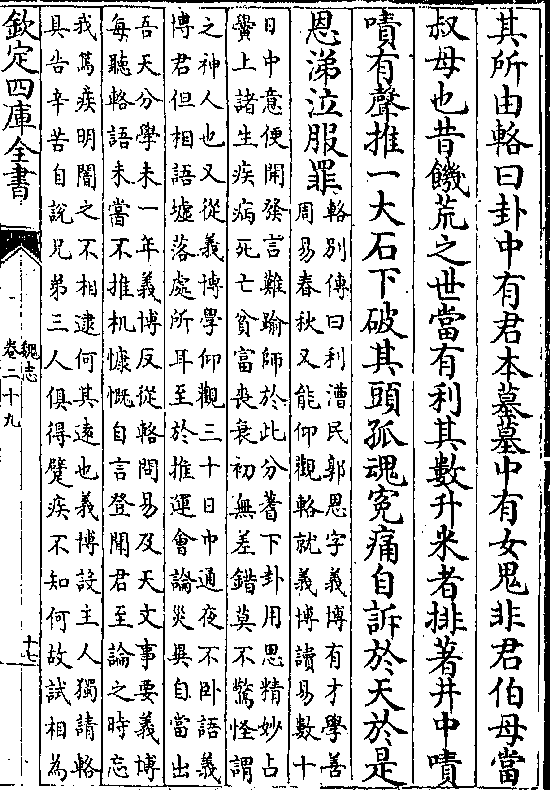 其所由輅曰卦中有君本墓墓中有女鬼非君伯母當
叔母也昔饑荒之世當有利其數升米者排著井中嘖
嘖有聲推一大石下破其頭孤魂寃痛自訴於天於是
恩涕泣服罪
輅别傳曰利漕民郭恩字義博有才學善
周易春秋又能仰觀輅就義博讀易數十
日中意便開發言難踰師於此分蓍下卦用思精妙占
黌上諸生疾病死亡貧富喪衰初無差錯莫不驚怪謂
之神人也又從義博學仰觀三十日中通夜不卧語義
博君但相語墟落處所耳至於推運會論災異自當出
吾天分學未一年義博反從輅問易及天文事要義博
每聽輅語未嘗不推机慷慨自言登聞君至論之時忘
我篤疾明闇之不相逮何其遠也義博設主人獨請輅
具告辛苦自說兄弟三人俱得躄疾不知何故試相為
欽定四庫全書
魏志
卷二十九
十七